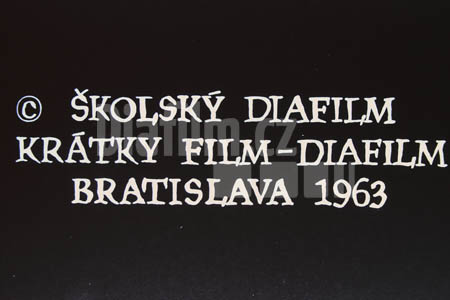 © ŠKOLSKÝ DIAFILM
KRÁTKY FILM-DIAFILM
BRATISLAVA 1963